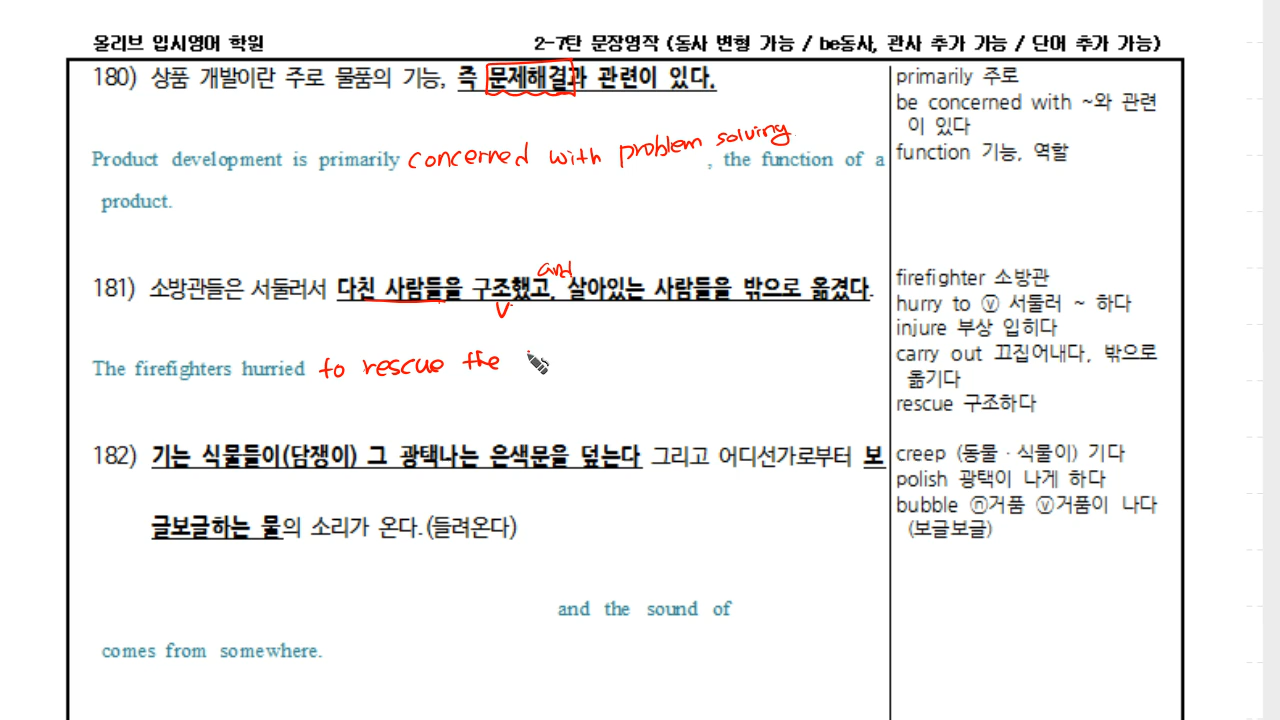 올리브 입시영어 학원
2-7탄 문장영작 (동사 변형 가능 / be동사, 관사 추가 가능 / 단어 추가 가능)
180) 상품 개발이란 주로 물품의 기능, 즉 문제해결과 관련이 있다.
Product development is primarily concerned with problem solving , the function of a
product.
primarily 주로
be concerned with ~와 관련
이 있다
function 기능, 역할
and
181) 소방관들은 서둘러서 다친 사람들을 구조했고, 살아있는 사람들을 밖으로 옮겼다.
V
The firefighters hurried to rescue the
firefighter 소방관
hurry to ⓥ 서둘러 ~ 하다
injure 부상 입히다
carry out 끄집어내다, 밖으로
옮기다
rescue 구조하다
182) 기는 식물들이(담쟁이) 그 광택나는 은색문을 덮는다 그리고 어디선가로부터 보
글보글하는 물의 소리가 온다.(들려온다)
and the sound of
comes from somewhere.
creep (동물·식물이) 기다
polish 광택이 나게 하다
bubble ⓝ거품 ⓥ거품이 나다
(보글보글)